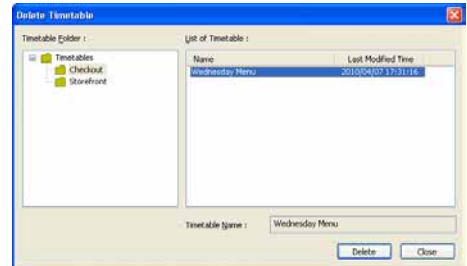 Delete Timetable
Timetable Folder :
List of Timetable :
Timetables
Checkout
Storefront
Name Last Modified Time
Wednesday Menu 2010/04/07 17:31:16
Timetable Name : Wednesday Menu
Delete Close